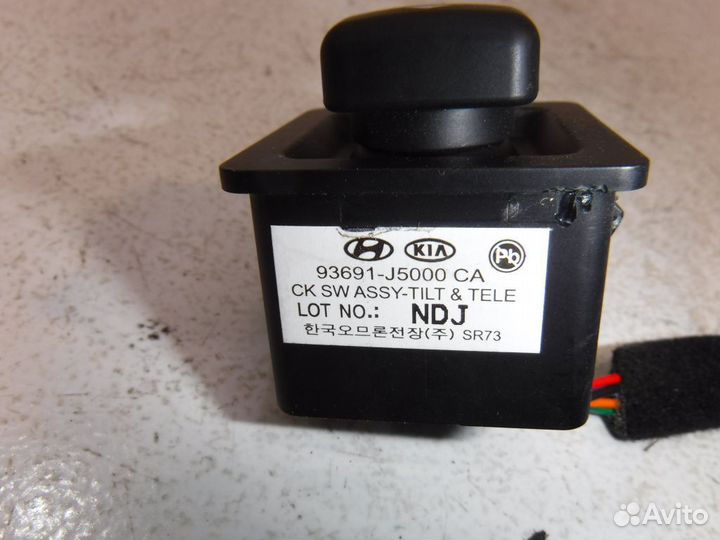 KIA Pb
93691-J5000 CA
CK SW ASSY-TILT & TELE
LOT NO.: NDJ
한국오므론전장(주) SR73
Avito